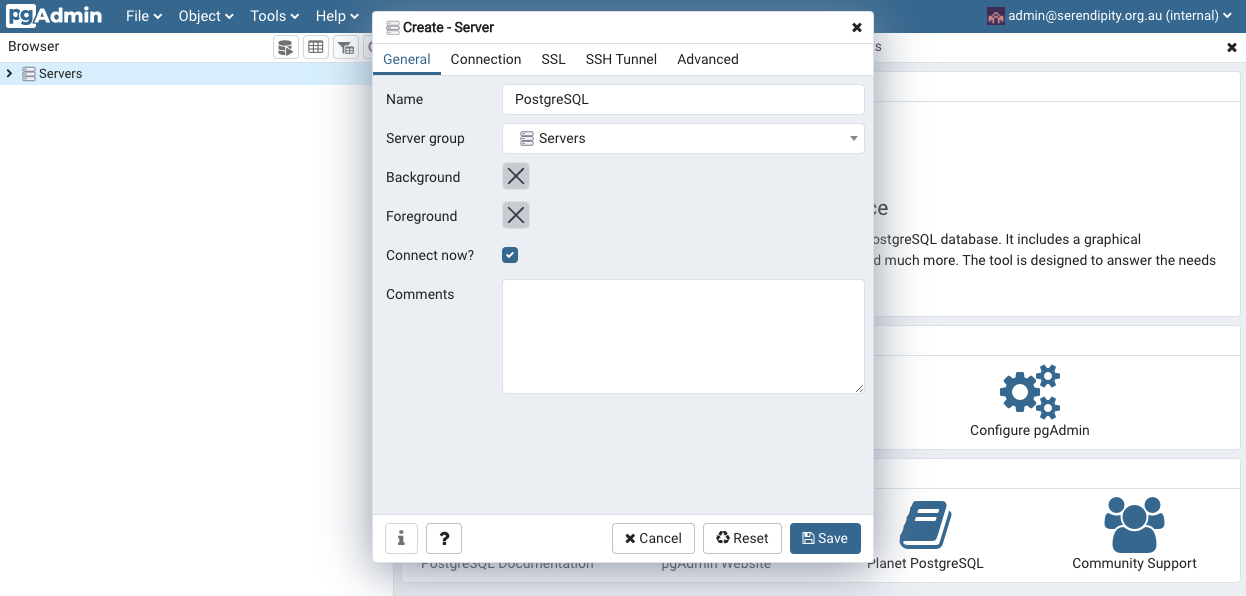 pgAdmin File Object Tools Help admin@serendipity.org.au (internal)
Browser
Servers
Create - Server
General Connection SSL SSH Tunnel Advanced
Name PostgreSQL
Server group Servers
Background
Foreground
Connect now?
Comments
i ? Cancel Reset Save
ostgreSQL database. It includes a graphical
d much more. The tool is designed to answer the needs
Configure pgAdmin
PostgreSQL Documentation pgAdmin Website Planet PostgreSQL Community Support